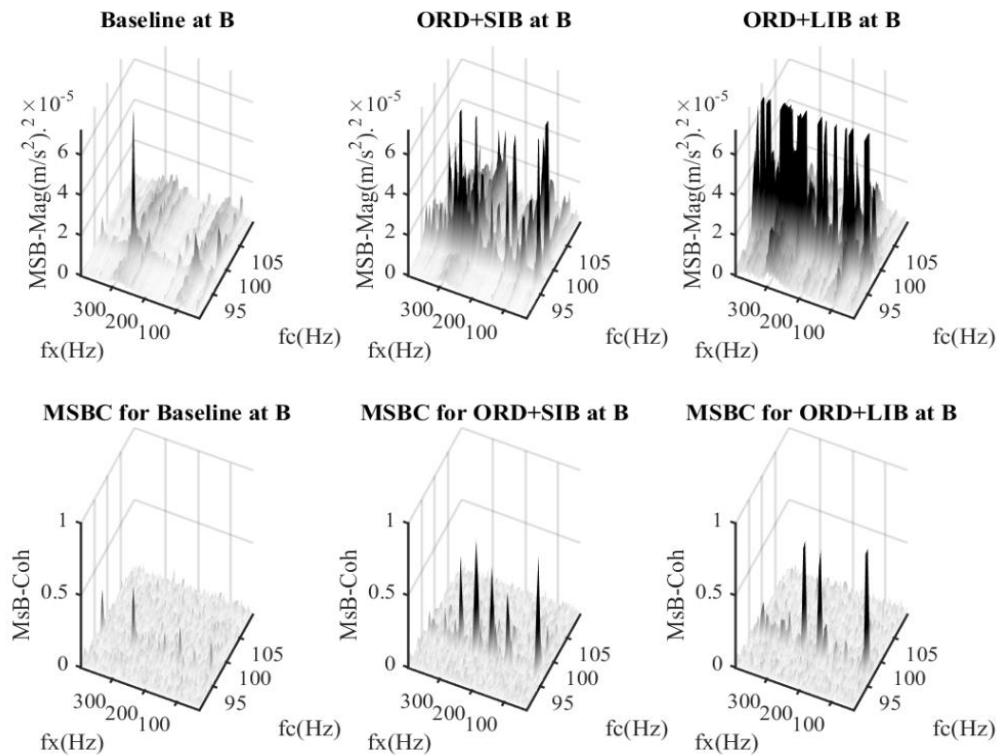 Baseline at B
ORD+SIB at B
ORD+LIB at B
MSB-Mag(m/s²).² ×10⁻⁵
6
4
2
0
300
200
100
fx(Hz)
95
100
105
fc(Hz)
MSB-Mag(m/s²).² ×10⁻⁵
6
4
2
0
300
200
100
fx(Hz)
95
100
105
fc(Hz)
MSB-Mag(m/s²).² ×10⁻⁵
6
4
2
0
300
200
100
fx(Hz)
95
100
105
fc(Hz)
MSBC for Baseline at B
MSBC for ORD+SIB at B
MSBC for ORD+LIB at B
MsB-Coh
1
0.5
0
300
200
100
fx(Hz)
95
100
105
fc(Hz)
MsB-Coh
1
0.5
0
300
200
100
fx(Hz)
95
100
105
fc(Hz)
MsB-Coh
1
0.5
0
300
200
100
fx(Hz)
95
100
105
fc(Hz)